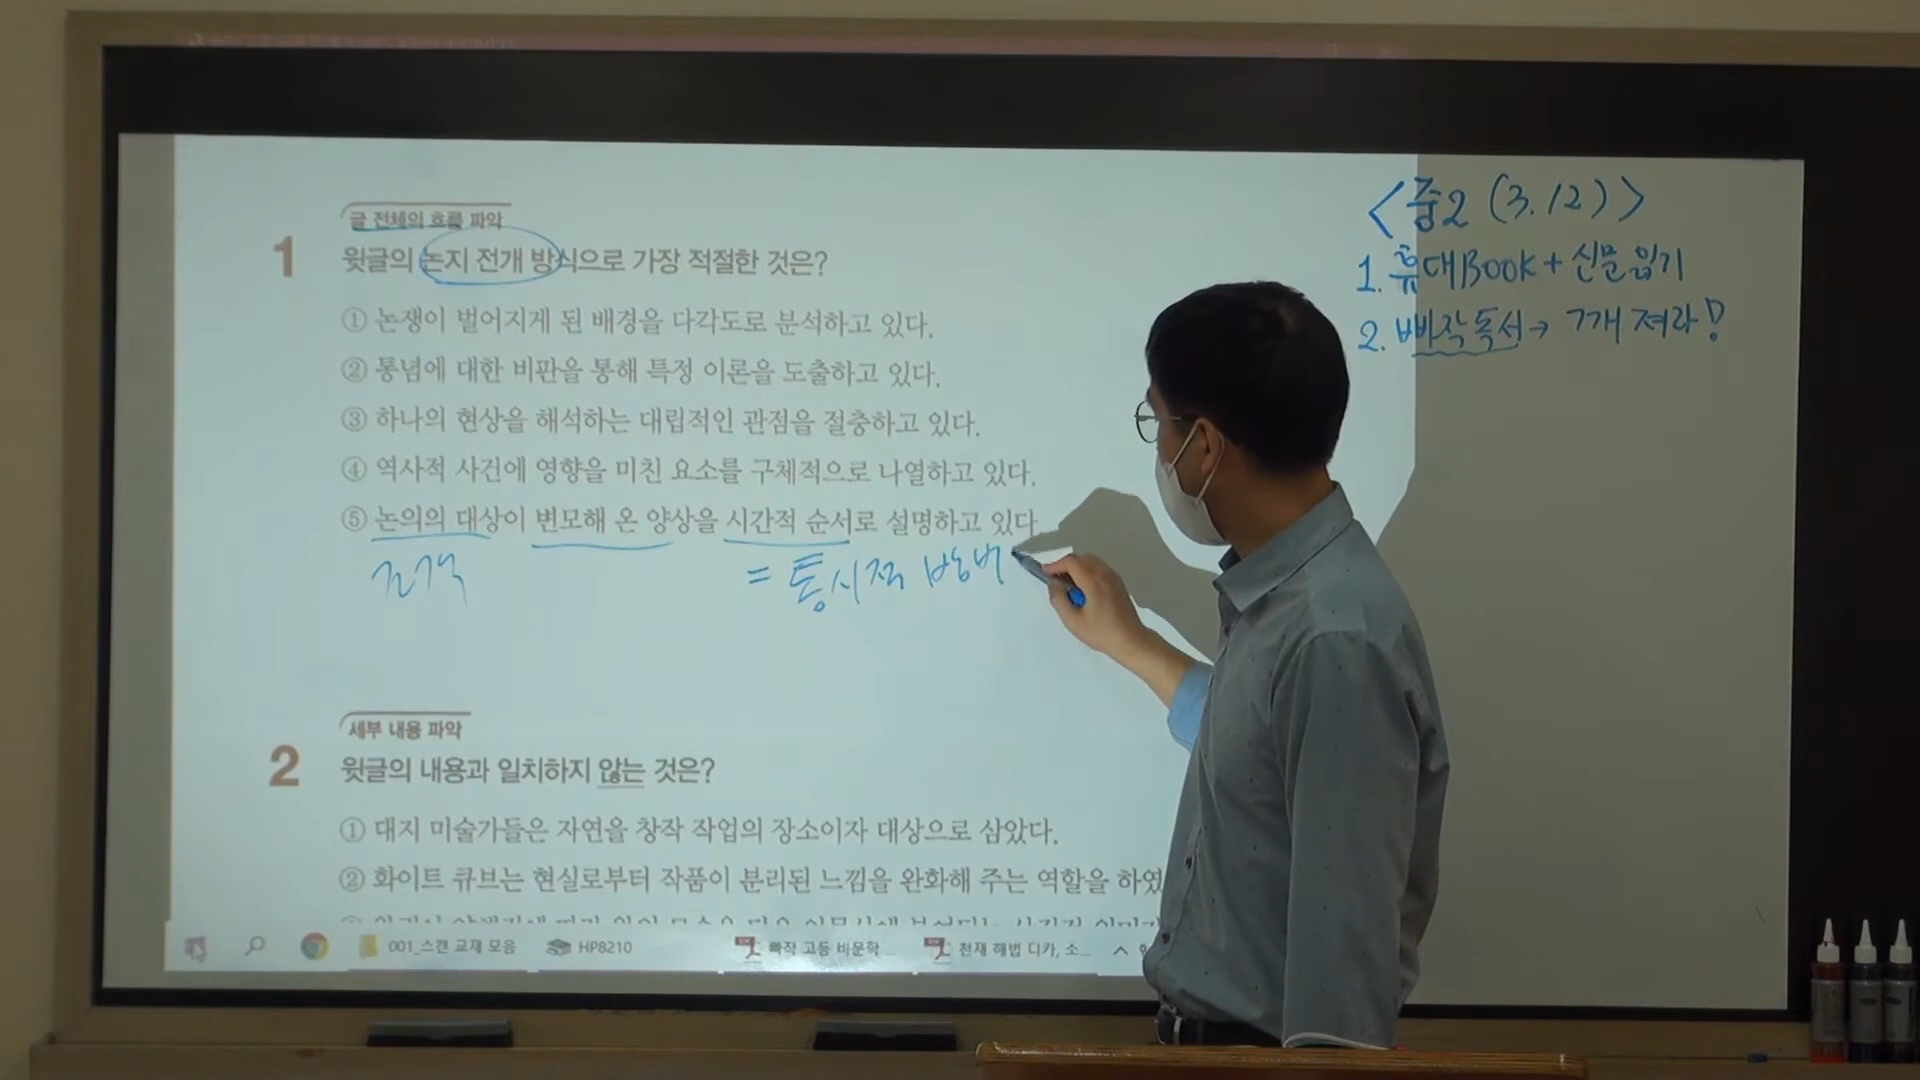 글 전체의 흐름 파악
1 윗글의 논지 전개 방식으로 가장 적절한 것은?
① 논쟁이 벌어지게 된 배경을 다각도로 분석하고 있다.
② 통념에 대한 비판을 통해 특정 이론을 도출하고 있다.
③ 하나의 현상을 해석하는 대립적인 관점을 절충하고 있다.
④ 역사적 사건에 영향을 미친 요소를 구체적으로 나열하고 있다.
⑤ 논의의 대상이 변모해 온 양상을 시간적 순서로 설명하고 있다
조각 = 통시적 방버
세부 내용 파악
2 윗글의 내용과 일치하지 않는 것은?
① 대지 미술가들은 자연을 창작 작업의 장소이자 대상으로 삼았다.
② 화이트 큐브는 현실로부터 작품이 분리된 느낌을 완화해 주는 역할을 하였
001_스캔 교재 모음 HP8210 빠작 고등 비문학 ... 천재 해법 디카, 소...
<중2 (3.12)>
1. 휴대BOOK + 신문읽기
2. 빠작독서 → 7개 져라!